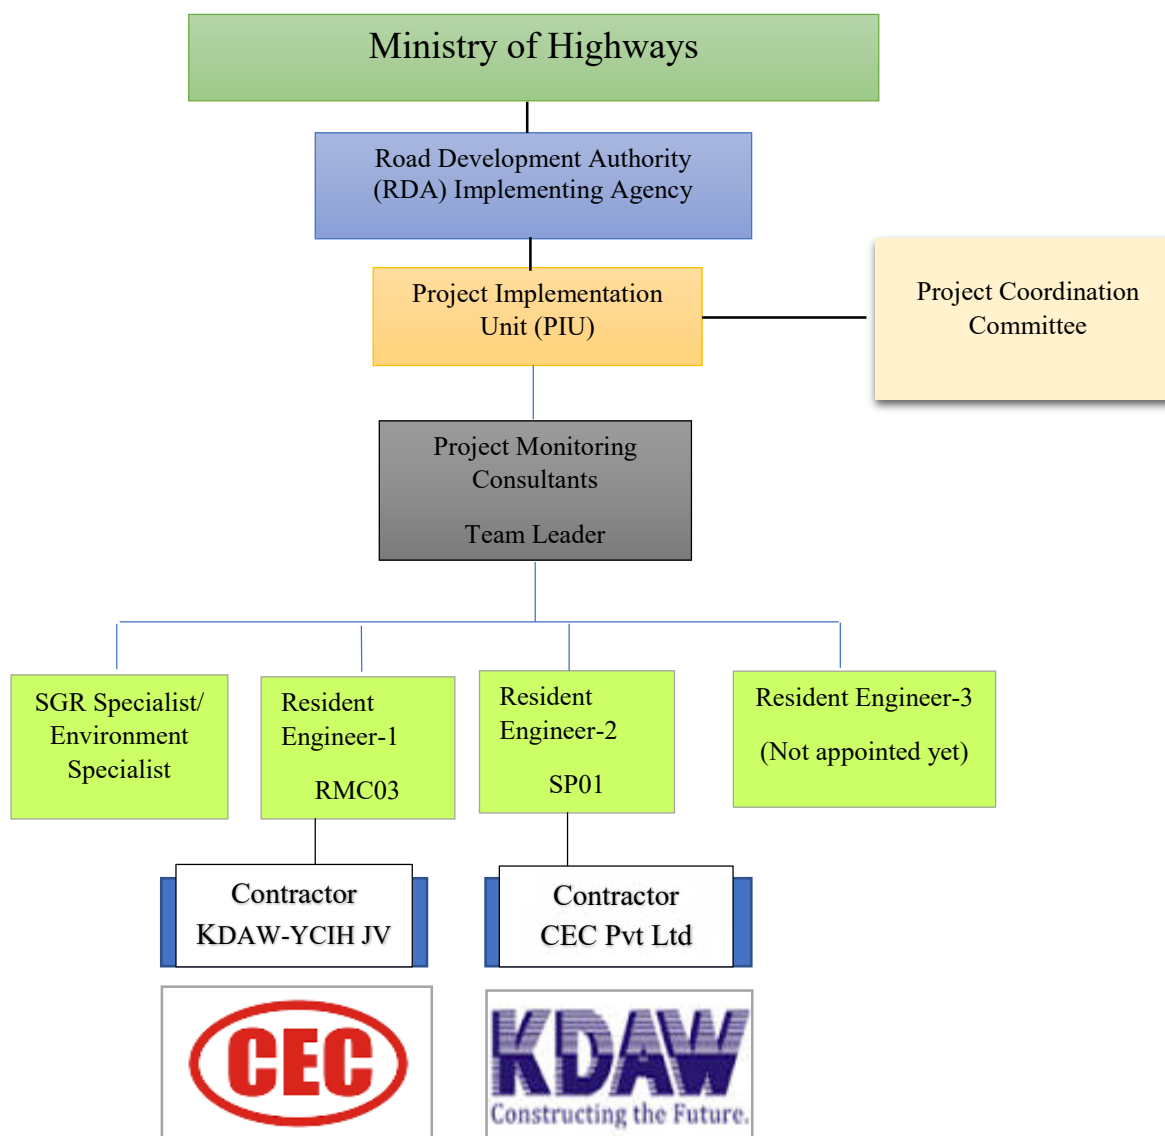 Ministry of Highways
Road Development Authority
(RDA) Implementing Agency
Project Implementation
Unit (PIU)
Project Coordination
Committee
Project Monitoring
Consultants
Team Leader
SGR Specialist/
Environment
Specialist
Resident
Engineer-1
RMC03
Resident
Engineer-2
SP01
Resident Engineer-3
(Not appointed yet)
Contractor
KDAW-YCIH JV
Contractor
CEC Pvt Ltd
CEC
KDAW
Constructing the Future.